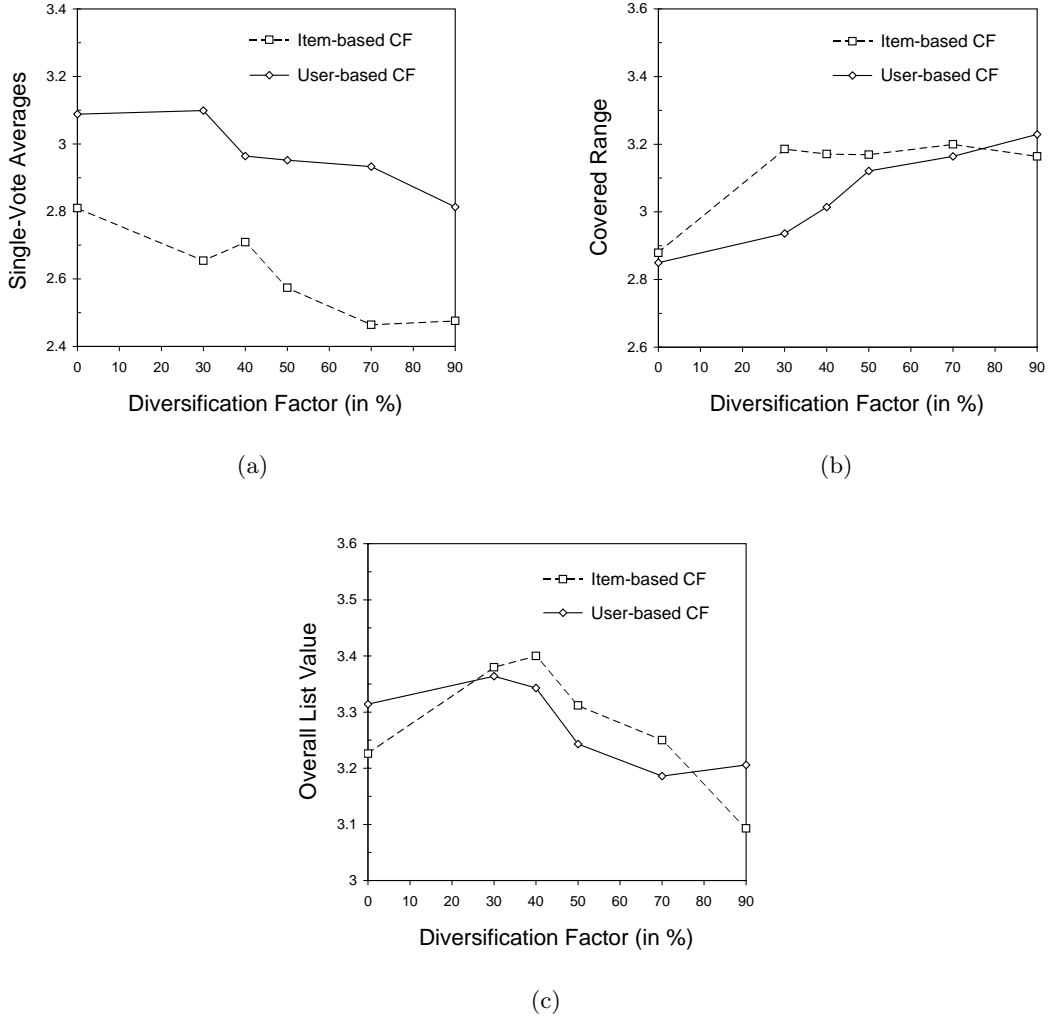 3.4
3.2
3
2.8
2.6
2.4
Single-Vote Averages
Item-based CF
User-based CF
0 10 20 30 40 50 60 70 80 90
Diversification Factor (in %)
(a)
3.6
3.4
3.2
3
2.8
2.6
Covered Range
Item-based CF
User-based CF
0 10 20 30 40 50 60 70 80 90
Diversification Factor (in %)
(b)
3.6
3.5
3.4
3.3
3.2
3.1
3
Overall List Value
Item-based CF
User-based CF
0 10 20 30 40 50 60 70 80 90
Diversification Factor (in %)
(c)